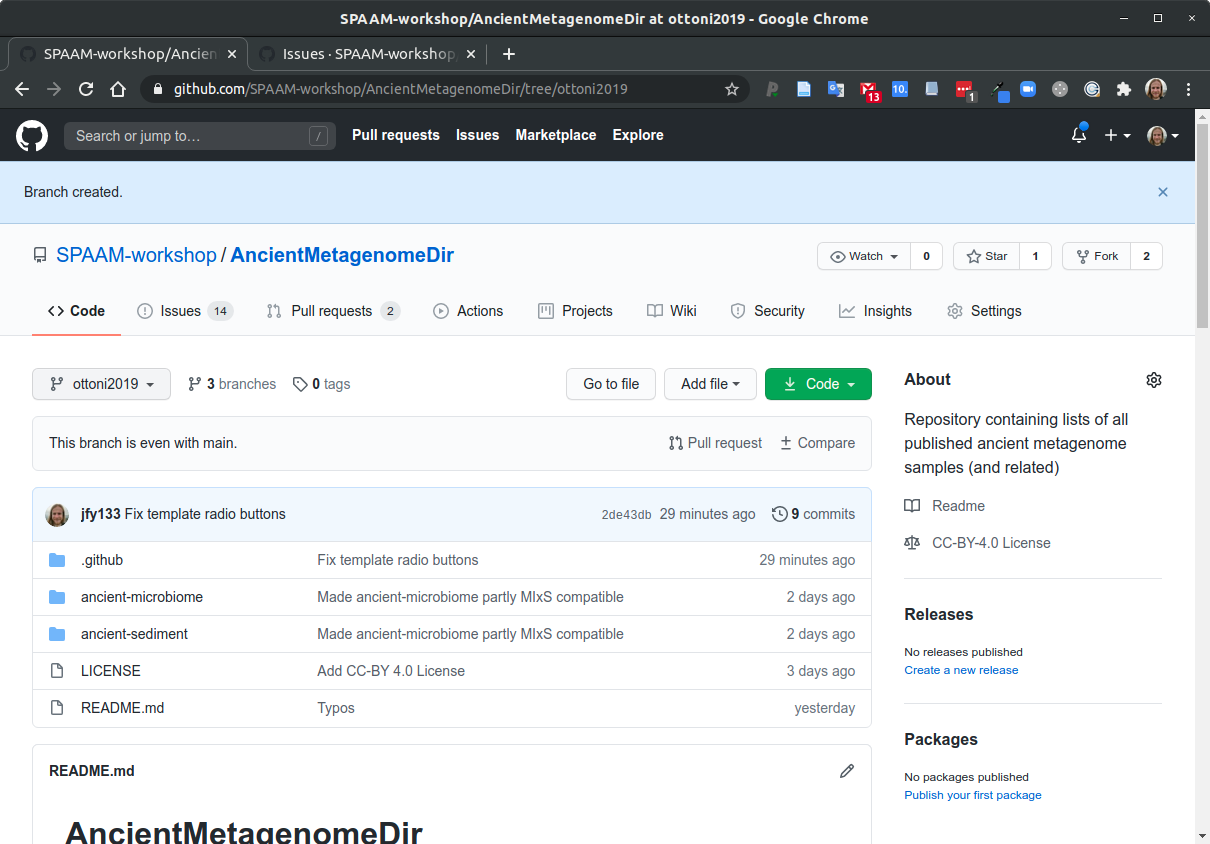 SPAAM-workshop/AncientMetagenomeDir at ottoni2019 - Google Chrome
SPAAM-workshop/Ancien
Issues · SPAAM-workshop
github.com/SPAAM-workshop/AncientMetagenomeDir/tree/ottoni2019
13
10.
1
Search or jump to…
/
Pull requests
Issues
Marketplace
Explore
Branch created.
SPAAM-workshop / AncientMetagenomeDir
Watch
0
Star
1
Fork
2
Code
Issues 14
Pull requests 2
Actions
Projects
Wiki
Security
Insights
Settings
ottoni2019
3 branches
0 tags
Go to file
Add file
Code
This branch is even with main.
Pull request
Compare
jfy133 Fix template radio buttons
2de43db 29 minutes ago
9 commits
.github
Fix template radio buttons
29 minutes ago
ancient-microbiome
Made ancient-microbiome partly MIxS compatible
2 days ago
ancient-sediment
Made ancient-microbiome partly MIxS compatible
2 days ago
LICENSE
Add CC-BY 4.0 License
3 days ago
README.md
Typos
yesterday
README.md
AncientMetagenomeDir
About
Repository containing lists of all
published ancient metagenome
samples (and related)
Readme
CC-BY-4.0 License
Releases
No releases published
Create a new release
Packages
No packages published
Publish your first package